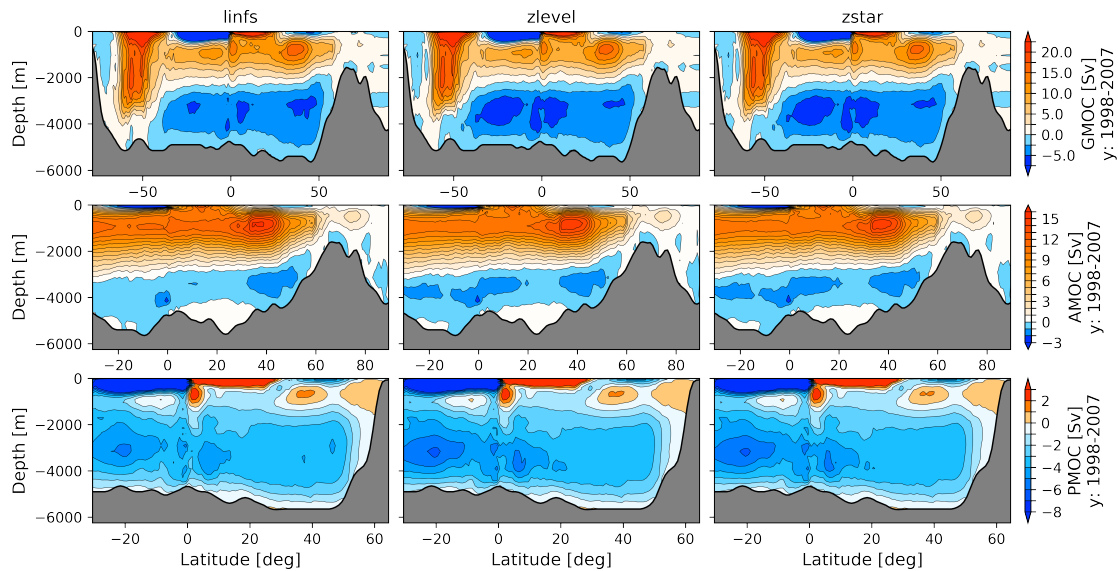 linfs zlevel zstar
Depth [m]
0
−2000
−4000
−6000
−50 0 50 −50 0 50 −50 0 50
20.0
15.0
10.0
5.0
0.0
−5.0
GMOC [Sv]
y: 1998-2007
Depth [m]
0
−2000
−4000
−6000
−20 0 20 40 60 80 −20 0 20 40 60 80 −20 0 20 40 60 80
15
12
9
6
3
0
−3
AMOC [Sv]
y: 1998-2007
Depth [m]
0
−2000
−4000
−6000
−20 0 20 40 60 −20 0 20 40 60 −20 0 20 40 60
Latitude [deg] Latitude [deg] Latitude [deg]
2
0
−2
−4
−6
−8
PMOC [Sv]
y: 1998-2007